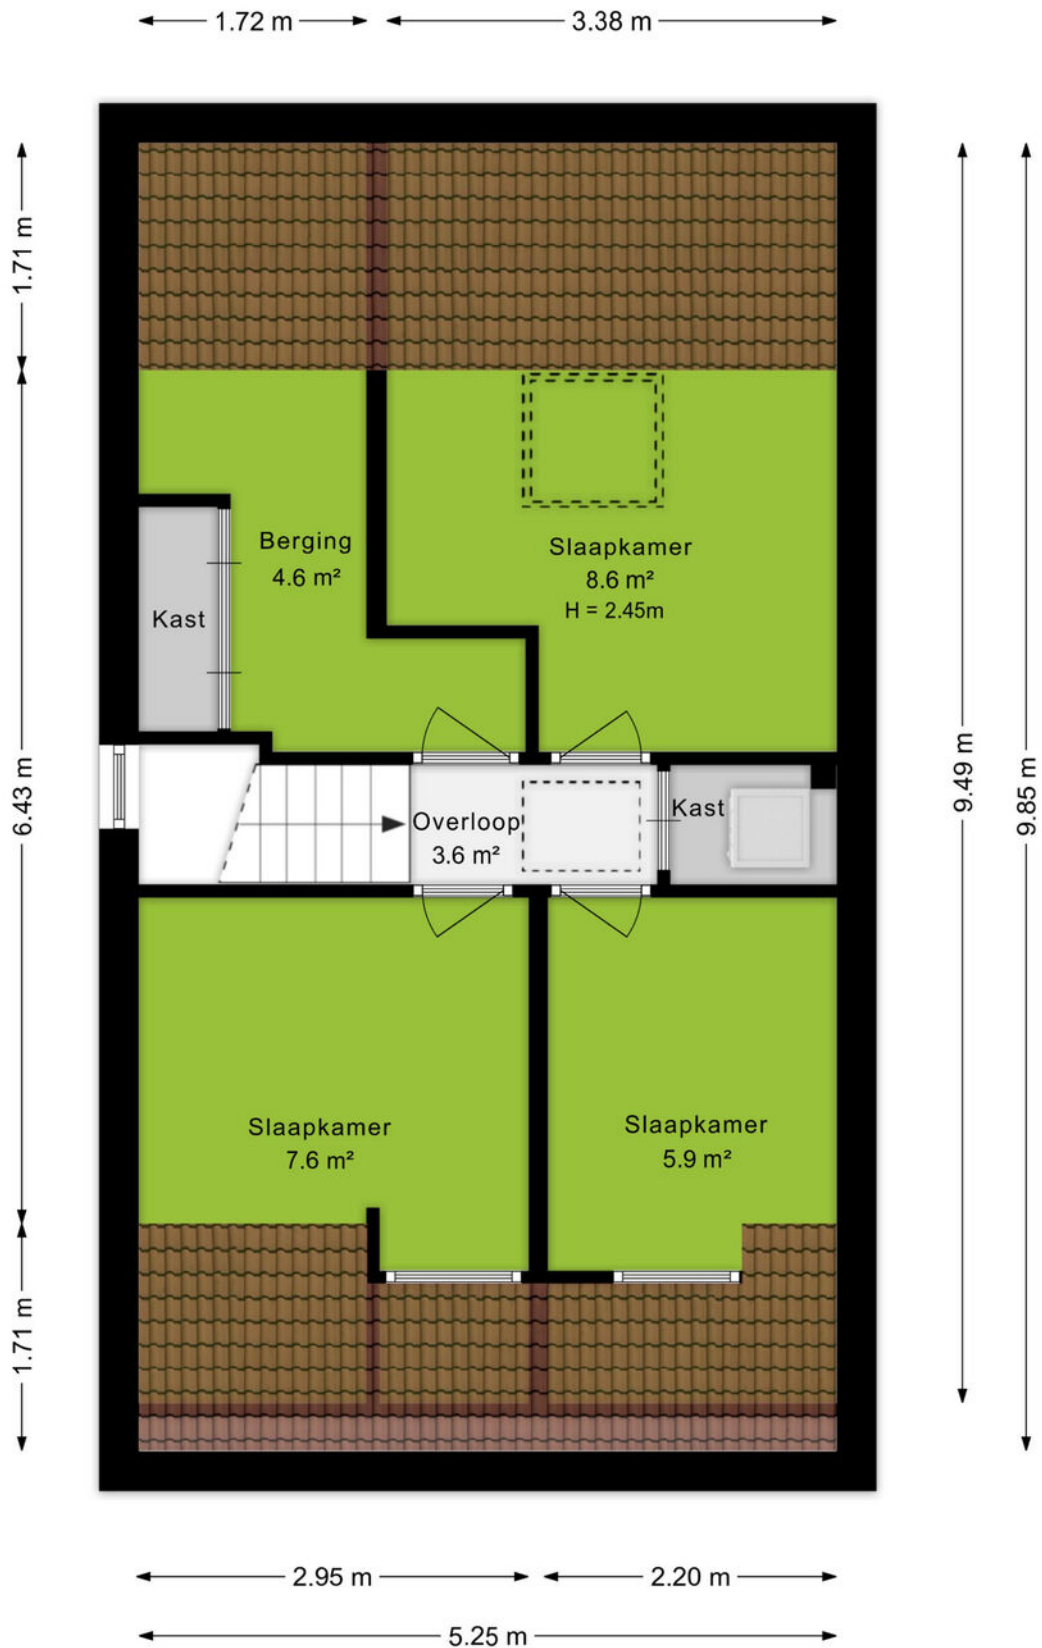 1.72 m
3.38 m
1.71 m
Berging
4.6 m²
Slaapkamer
8.6 m²
H = 2.45m
Kast
6.43 m
9.49 m
9.85 m
Overloop
3.6 m²
Kast
Slaapkamer
7.6 m²
Slaapkamer
5.9 m²
1.71 m
2.95 m
2.20 m
5.25 m